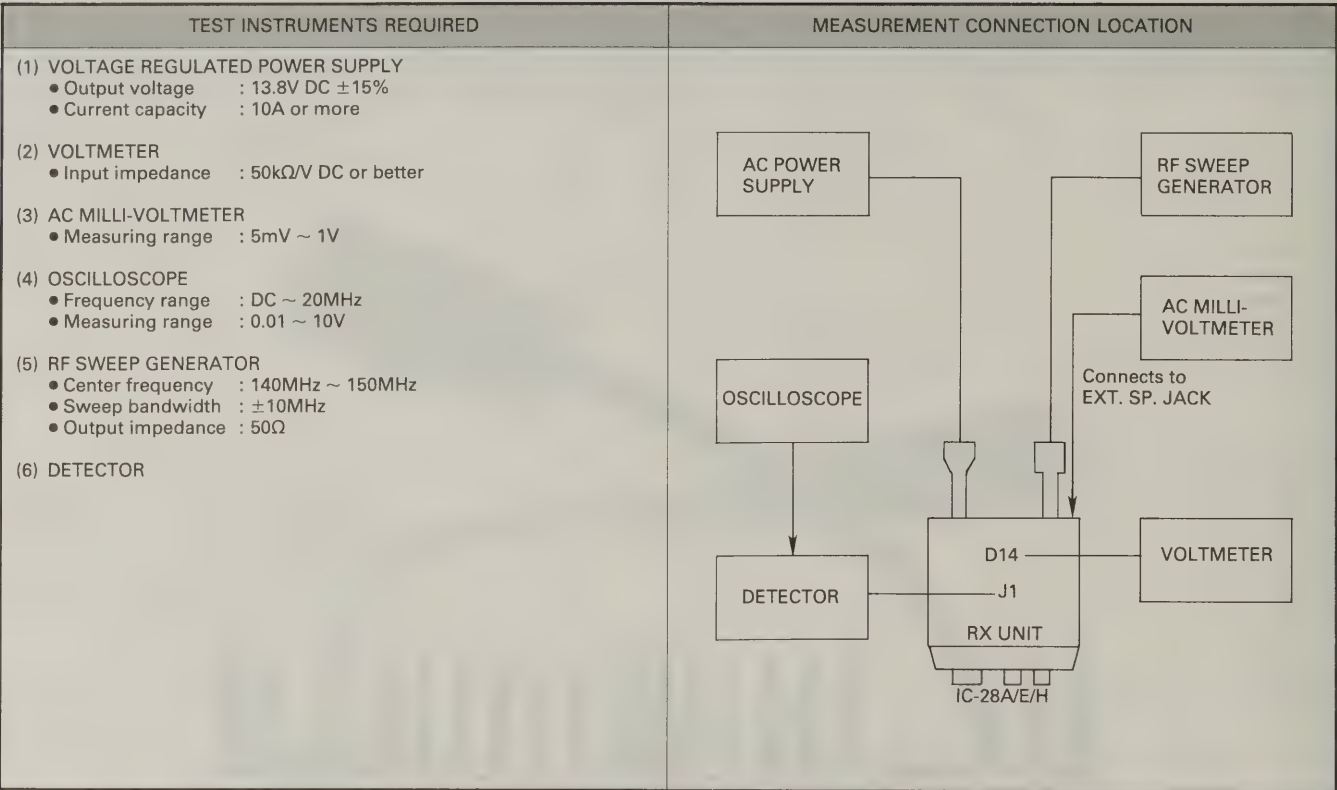 TEST INSTRUMENTS REQUIRED
MEASUREMENT CONNECTION LOCATION
(1) VOLTAGE REGULATED POWER SUPPLY
● Output voltage : 13.8V DC ±15%
● Current capacity : 10A or more
(2) VOLTMETER
● Input impedance : 50kΩ/V DC or better
(3) AC MILLI-VOLTMETER
● Measuring range : 5mV ~ 1V
(4) OSCILLOSCOPE
● Frequency range : DC ~ 20MHz
● Measuring range : 0.01 ~ 10V
(5) RF SWEEP GENERATOR
● Center frequency : 140MHz ~ 150MHz
● Sweep bandwidth : ±10MHz
● Output impedance : 50Ω
(6) DETECTOR
AC POWER
SUPPLY
RF SWEEP
GENERATOR
AC MILLI-
VOLTMETER
Connects to
EXT. SP. JACK
OSCILLOSCOPE
D14
VOLTMETER
DETECTOR
J1
RX UNIT
IC-28A/E/H